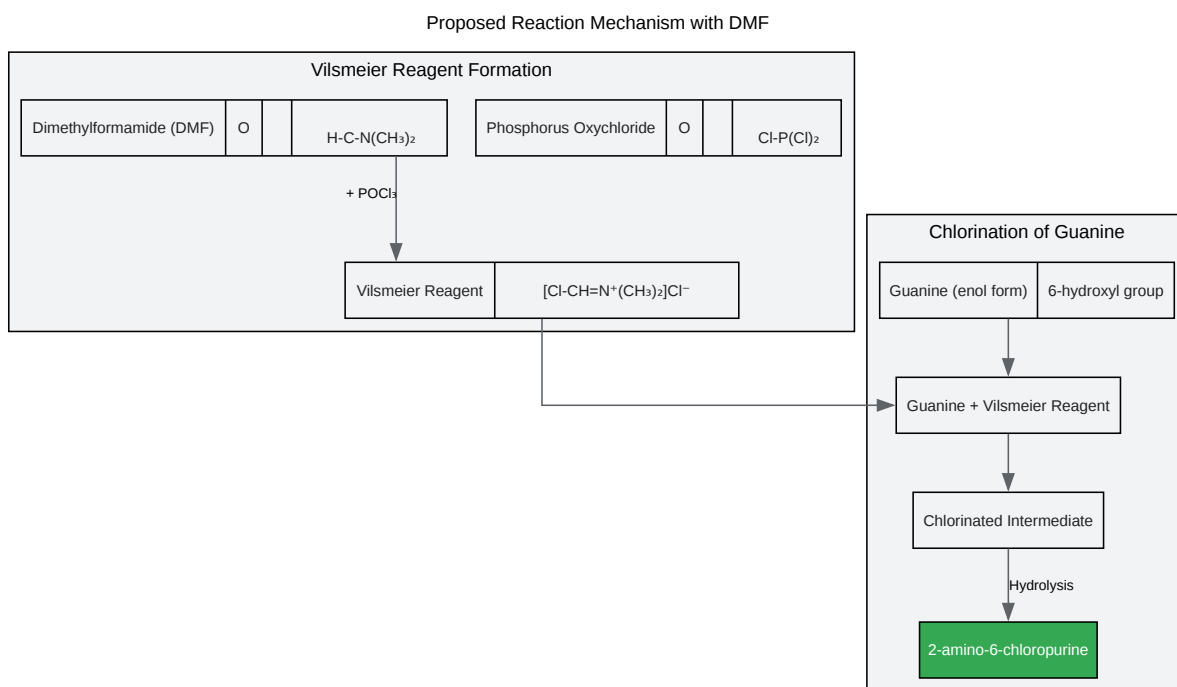 Proposed Reaction Mechanism with DMF
Vilsmeier Reagent Formation
Dimethylformamide (DMF) O H-C-N(CH₃)₂
Phosphorus Oxychloride O Cl-P(Cl)₂
+ POCl₃
Vilsmeier Reagent [Cl-CH=N⁺(CH₃)₂]Cl⁻
Chlorination of Guanine
Guanine (enol form) 6-hydroxyl group
Guanine + Vilsmeier Reagent
Chlorinated Intermediate
Hydrolysis
2-amino-6-chloropurine